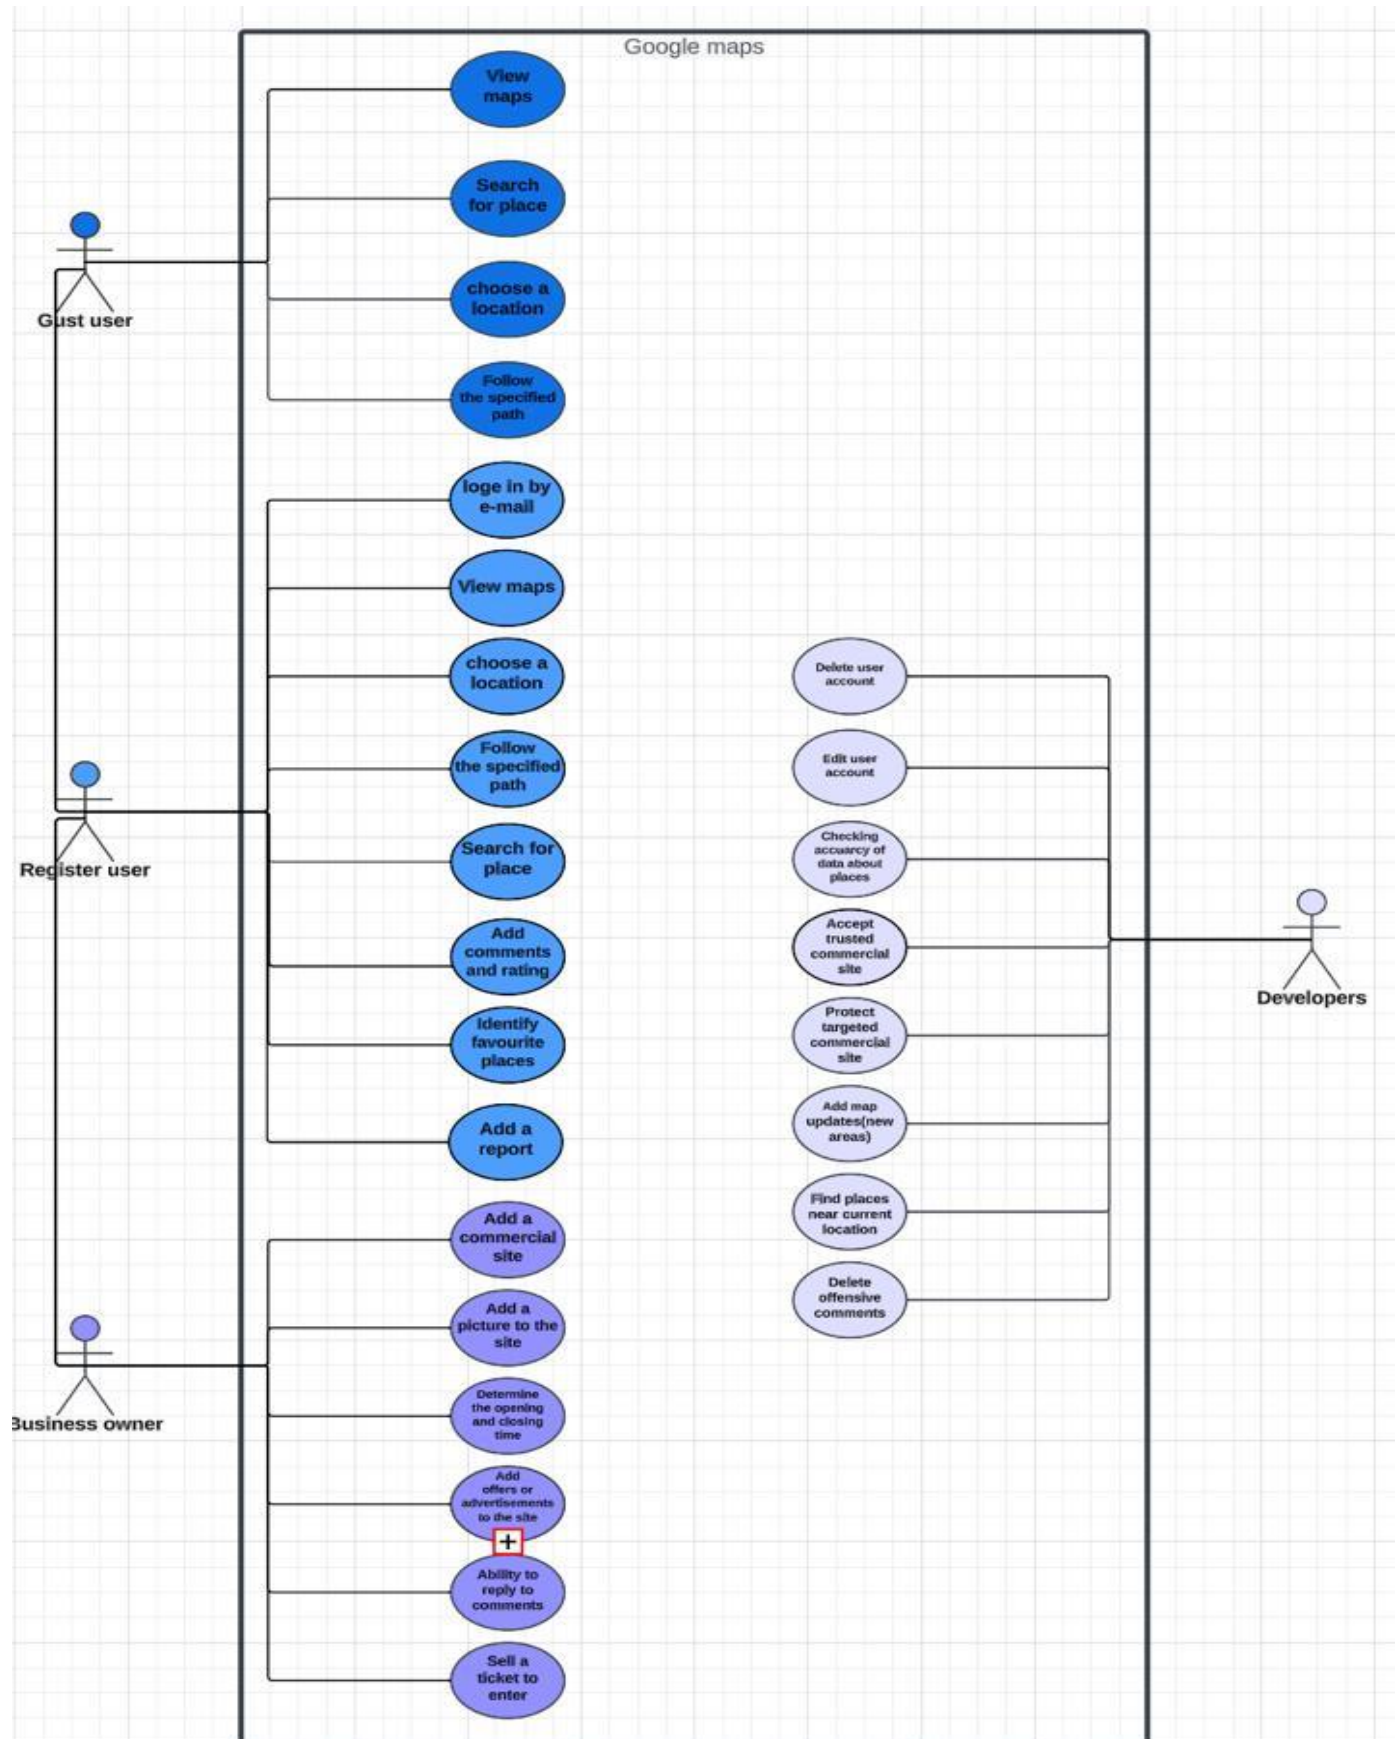 Google maps
View
maps
Search
for place
choose a
location
Follow
the specified
path
Gust user
loge in by
e-mail
View maps
choose a
location
Follow
the specified
path
Search for
place
Add
comments
and rating
Identify
favourite
places
Add a
report
Register user
Add a
commercial
site
Add a
picture to the
site
Determine
the opening
and closing
time
Add
offers or
advertisements
to the site
+
Ability to
reply to
comments
Sell a
ticket to
enter
Business owner
Delete user
account
Edit user
account
Checking
accuarcy of
data about
places
Accept
trusted
commercial
site
Protect
targeted
commercial
site
Add map
updates(new
areas)
Find places
near current
location
Delete
offensive
comments
Developers